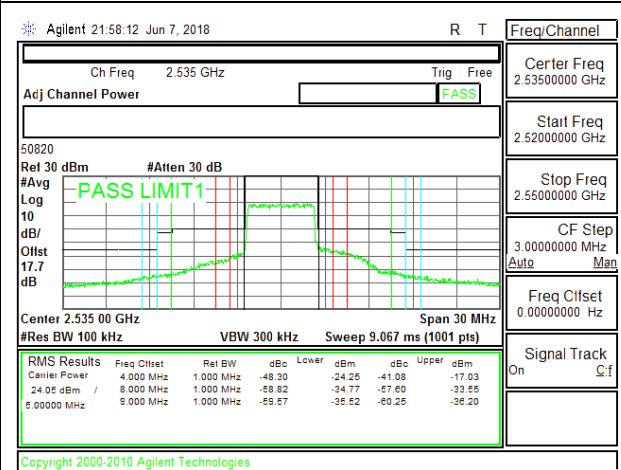 Agilent 21:58:12 Jun 7, 2018 R T
Freq/Channel
Ch Freq 2.535 GHz Trig Free
Adj Channel Power PASS
50820
Ref 30 dBm #Atten 30 dB
#Avg
Log
10
dB/
Offst
17.7
dB
PASS LIMIT1
Center 2.535 00 GHz Span 30 MHz
#Res BW 100 kHz VBW 300 kHz Sweep 9.067 ms (1001 pts)
RMS Results Freq Offset Ref BW dBc Lower dBm dBc Upper dBm
Carrier Power 4.000 MHz 1.000 MHz -48.30 -24.25 -41.08 -17.03
24.05 dBm / 8.000 MHz 1.000 MHz -58.82 -34.77 -57.60 -33.55
5.00000 MHz 9.000 MHz 1.000 MHz -59.57 -35.52 -60.25 -36.20
Copyright 2000-2010 Agilent Technologies
Center Freq
2.53500000 GHz
Start Freq
2.52000000 GHz
Stop Freq
2.55000000 GHz
CF Step
3.00000000 MHz
Auto Man
Freq Offset
0.00000000 Hz
Signal Track
On Off